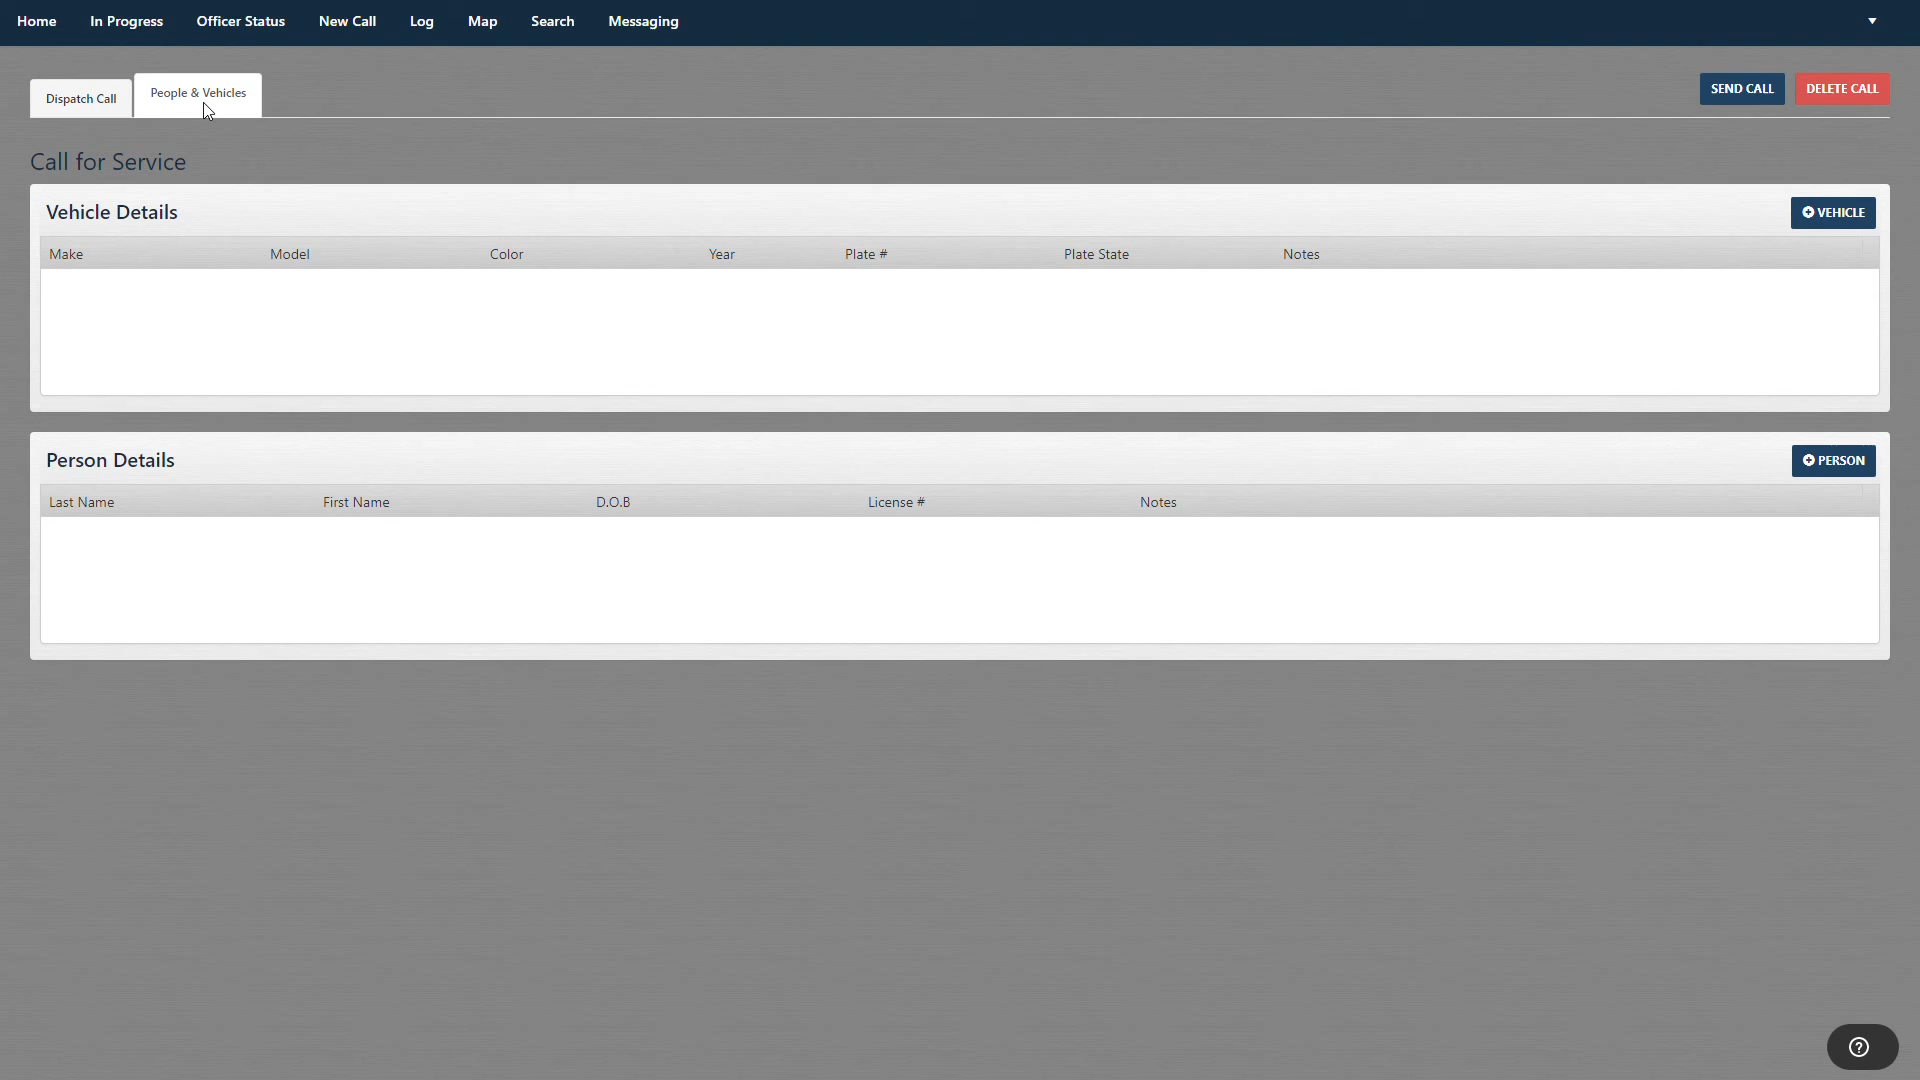 Home In Progress Officer Status New Call Log Map Search Messaging
Dispatch Call People & Vehicles SEND CALL DELETE CALL
Call for Service
Vehicle Details VEHICLE
Make Model Color Year Plate # Plate State Notes
Person Details PERSON
Last Name First Name D.O.B License # Notes